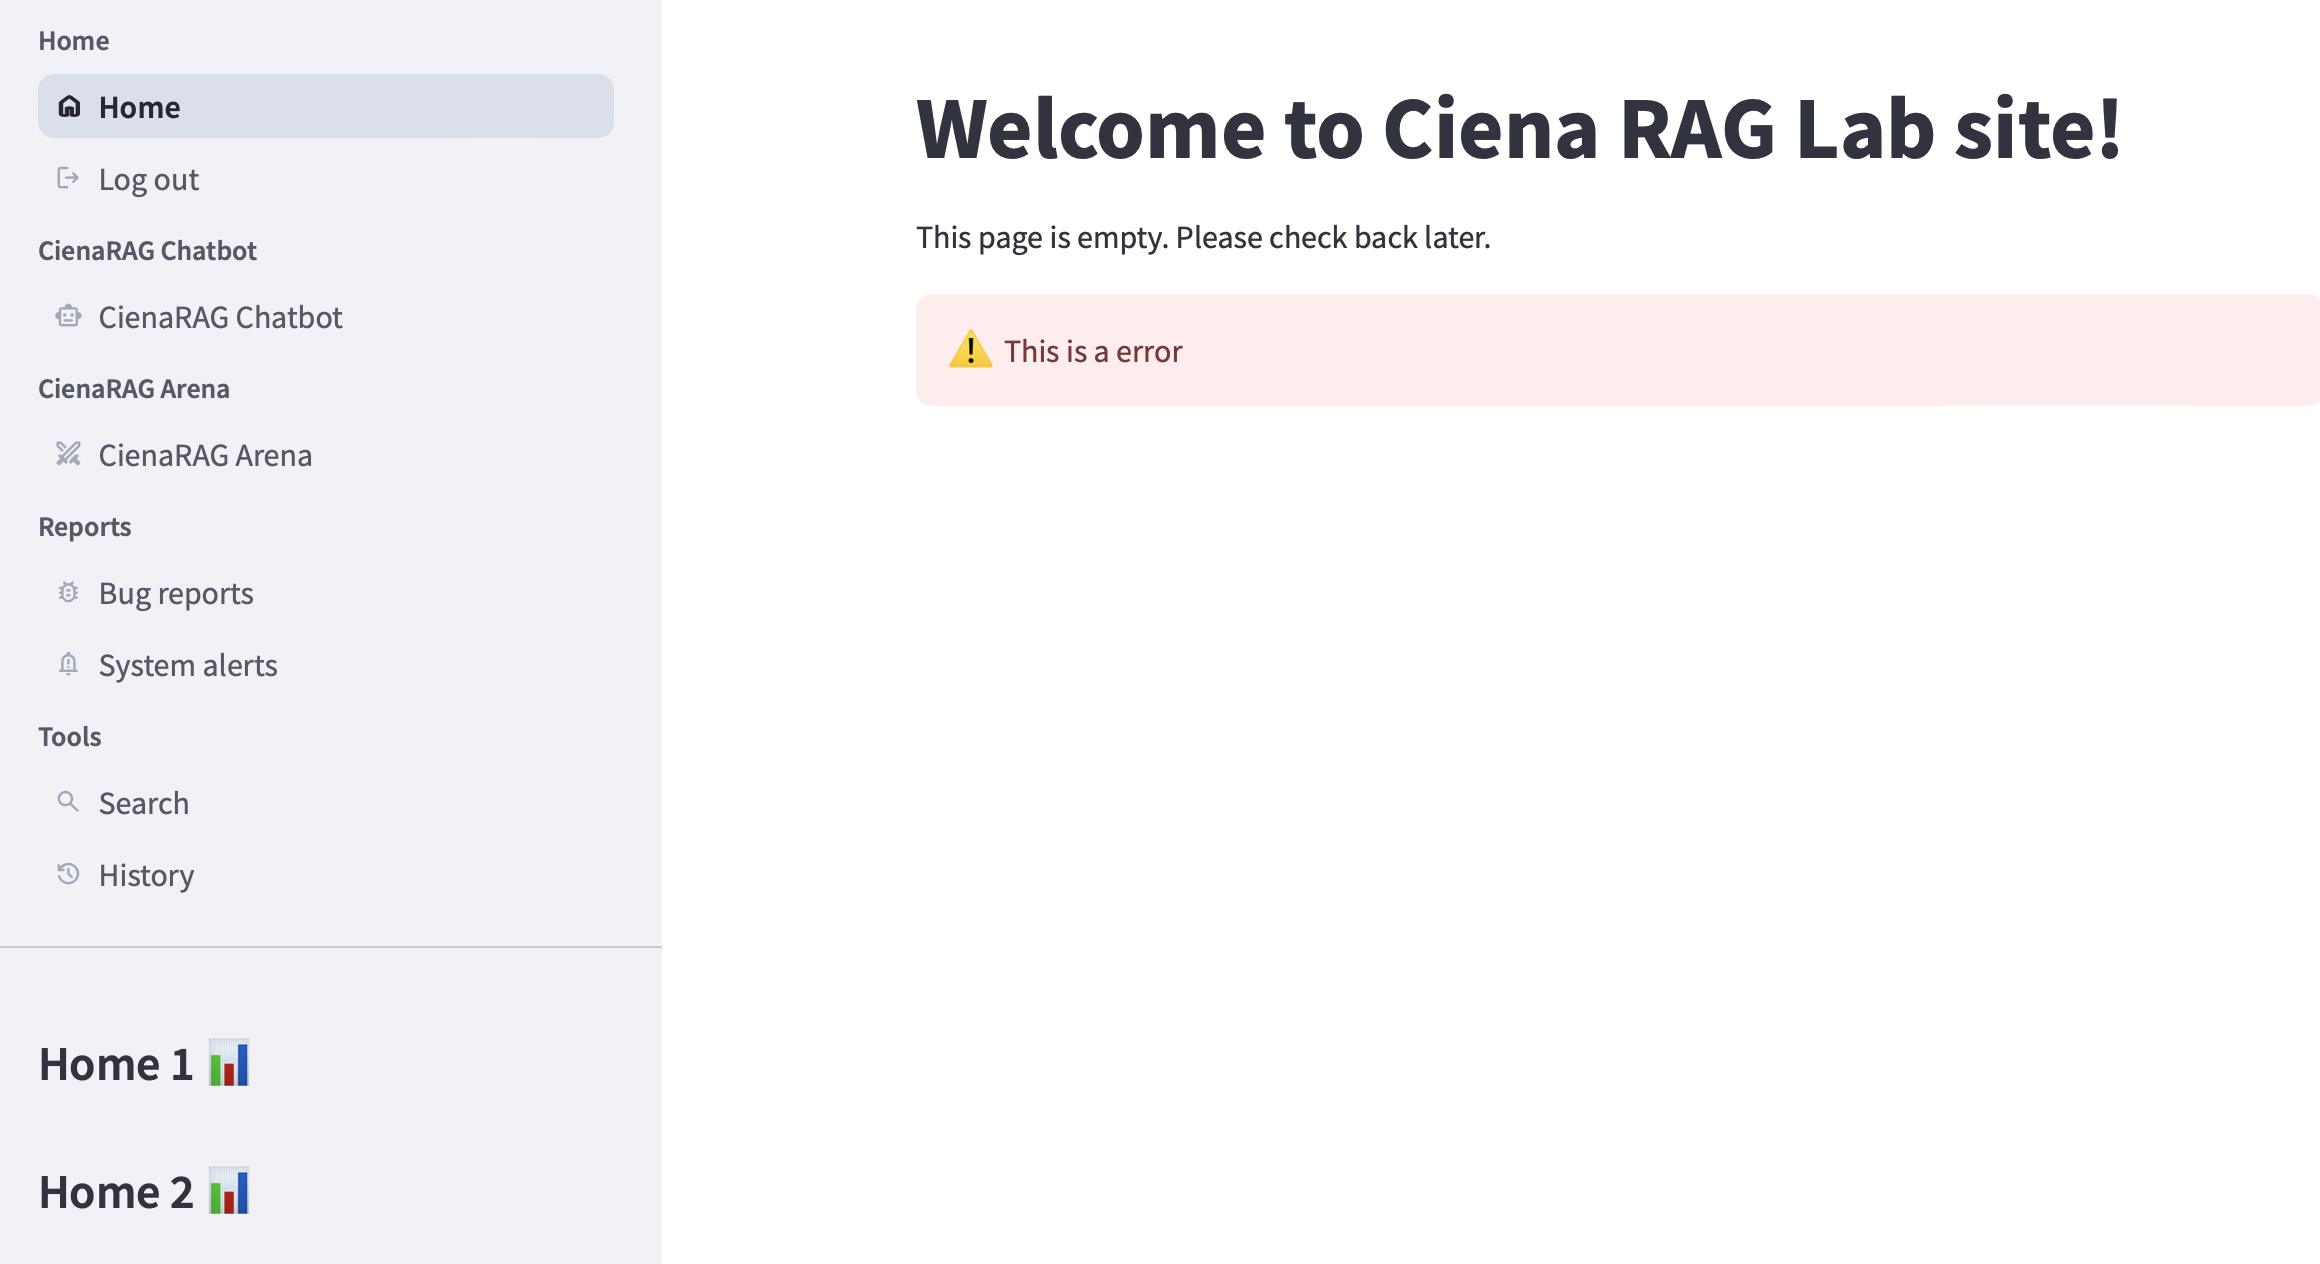 Home
Home
Log out
CienaRAG Chatbot
CienaRAG Chatbot
CienaRAG Arena
CienaRAG Arena
Reports
Bug reports
System alerts
Tools
Search
History
Home 1 📊
Home 2 📊
Welcome to Ciena RAG Lab site!
This page is empty. Please check back later.
⚠️ This is a error